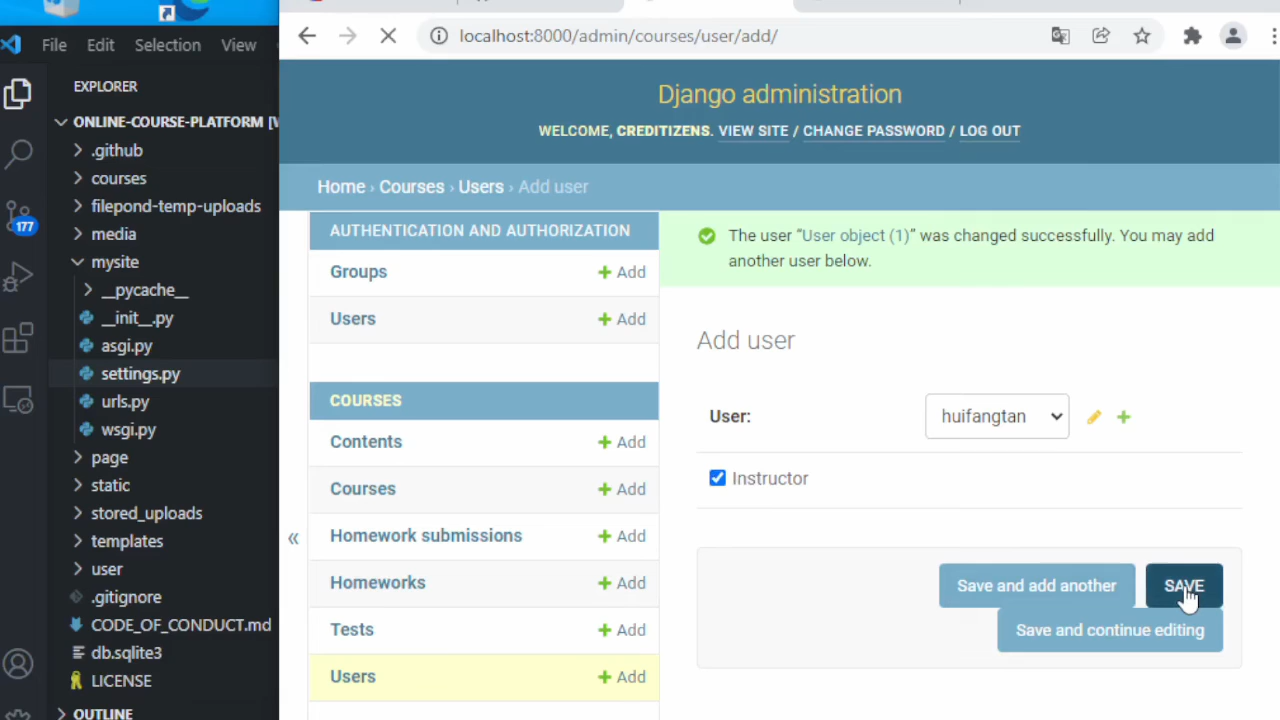 File Edit Selection View
EXPLORER
ONLINE-COURSE-PLATFORM [W
.github
courses
filepond-temp-uploads
media
mysite
__pycache__
__init__.py
asgi.py
settings.py
urls.py
wsgi.py
page
static
stored_uploads
templates
user
.gitignore
CODE_OF_CONDUCT.md
db.sqlite3
LICENSE
OUTLINE
177
localhost:8000/admin/courses/user/add/
Django administration
WELCOME, CREDITIZENS. VIEW SITE / CHANGE PASSWORD / LOG OUT
Home › Courses › Users › Add user
AUTHENTICATION AND AUTHORIZATION
Groups + Add
Users + Add
COURSES
Contents + Add
Courses + Add
Homework submissions + Add
Homeworks + Add
Tests + Add
Users + Add
«
The user “User object (1)” was changed successfully. You may add
another user below.
Add user
User: huifangtan
Instructor
Save and add another SAVE
Save and continue editing